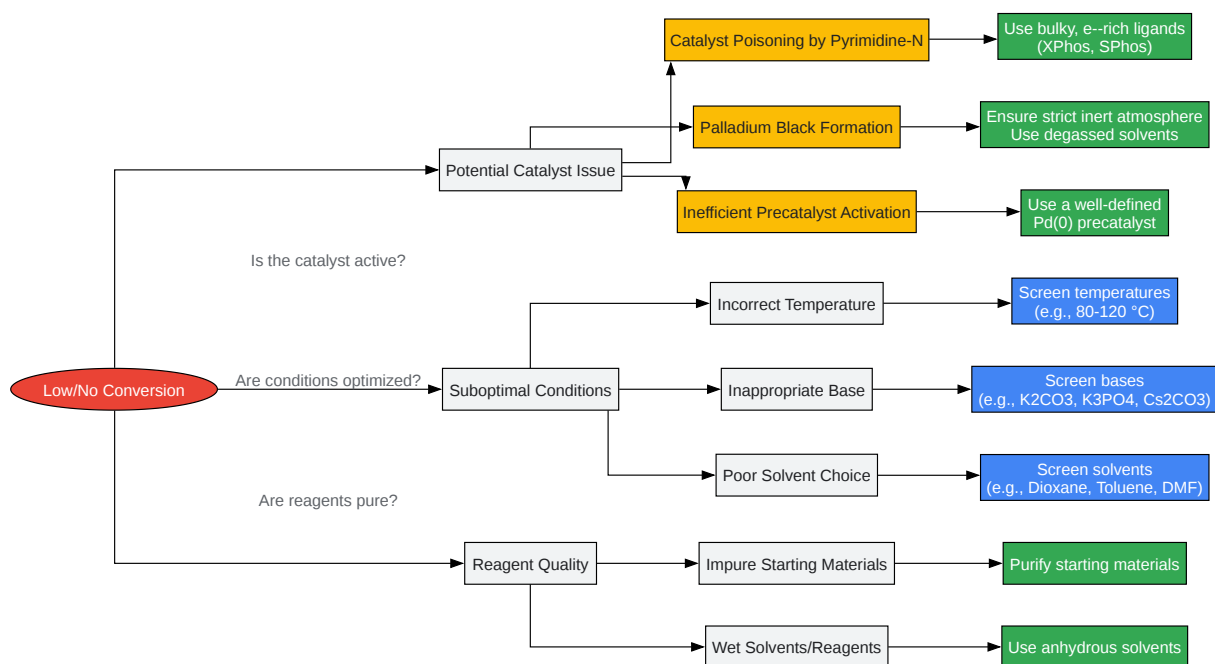 Catalyst Poisoning by Pyrimidine-N
Use bulky, e--rich ligands
(XPhos, SPhos)
Palladium Black Formation
Ensure strict inert atmosphere
Use degassed solvents
Potential Catalyst Issue
Inefficient Precatalyst Activation
Use a well-defined
Pd(0) precatalyst
Is the catalyst active?
Incorrect Temperature
Screen temperatures
(e.g., 80-120 °C)
Low/No Conversion
Are conditions optimized?
Suboptimal Conditions
Inappropriate Base
Screen bases
(e.g., K2CO3, K3PO4, Cs2CO3)
Poor Solvent Choice
Screen solvents
(e.g., Dioxane, Toluene, DMF)
Are reagents pure?
Reagent Quality
Impure Starting Materials
Purify starting materials
Wet Solvents/Reagents
Use anhydrous solvents